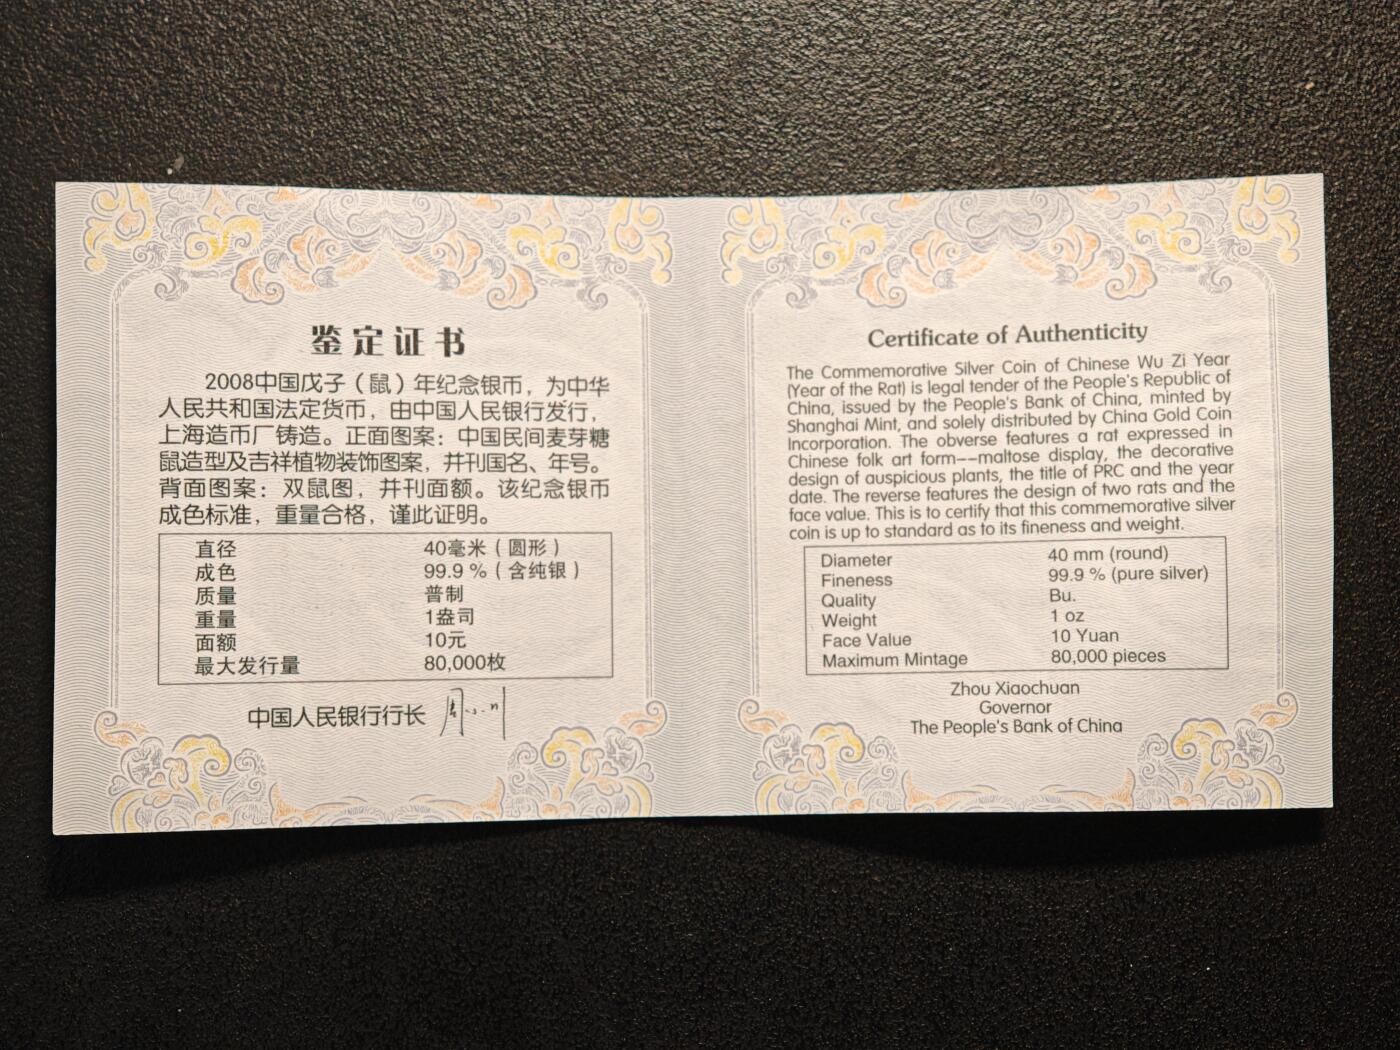 鉴定证书
2008中国戊子（鼠）年纪念银币，为中华
人民共和国法定货币，由中国人民银行发行，
上海造币厂铸造。正面图案：中国民间麦芽糖
鼠造型及吉祥植物装饰图案，并刊国名、年号。
背面图案：双鼠图，并刊面额。该纪念银币
成色标准，重量合格，谨此证明。
直径 40毫米（圆形）
成色 99.9 %（含纯银）
质量 普制
重量 1盎司
面额 10元
最大发行量 80,000枚
中国人民银行行长 周小川
Certificate of Authenticity
The Commemorative Silver Coin of Chinese Wu Zi Year
(Year of the Rat) is legal tender of the People's Republic of
China, issued by the People's Bank of China, minted by
Shanghai Mint, and solely distributed by China Gold Coin
Incorporation. The obverse features a rat expressed in
Chinese folk art form--maltose display, the decorative
design of auspicious plants, the title of PRC and the year
date. The reverse features the design of two rats and the
face value. This is to certify that this commemorative silver
coin is up to standard as to its fineness and weight.
Diameter 40 mm (round)
Fineness 99.9 % (pure silver)
Quality Bu.
Weight 1 oz
Face Value 10 Yuan
Maximum Mintage 80,000 pieces
Zhou Xiaochuan
Governor
The People's Bank of China